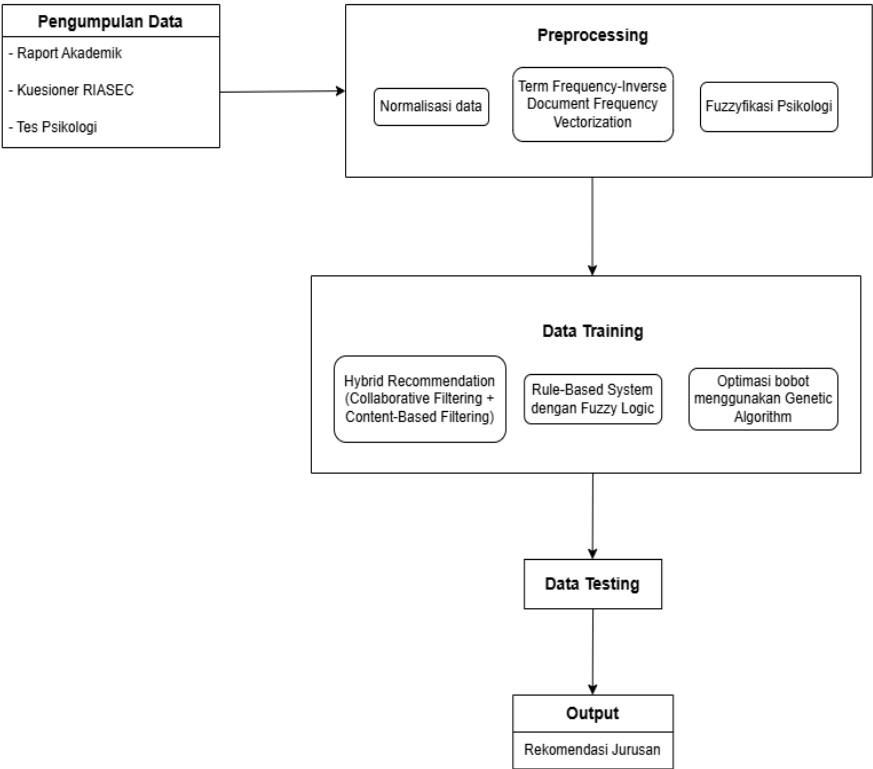 Pengumpulan Data
- Raport Akademik
- Kuesioner RIASEC
- Tes Psikologi
Preprocessing
Normalisasi data
Term Frequency-Inverse
Document Frequency
Vectorization
Fuzzyfikasi Psikologi
Data Training
Hybrid Recommendation
(Collaborative Filtering +
Content-Based Filtering)
Rule-Based System
dengan Fuzzy Logic
Optimasi bobot
menggunakan Genetic
Algorithm
Data Testing
Output
Rekomendasi Jurusan